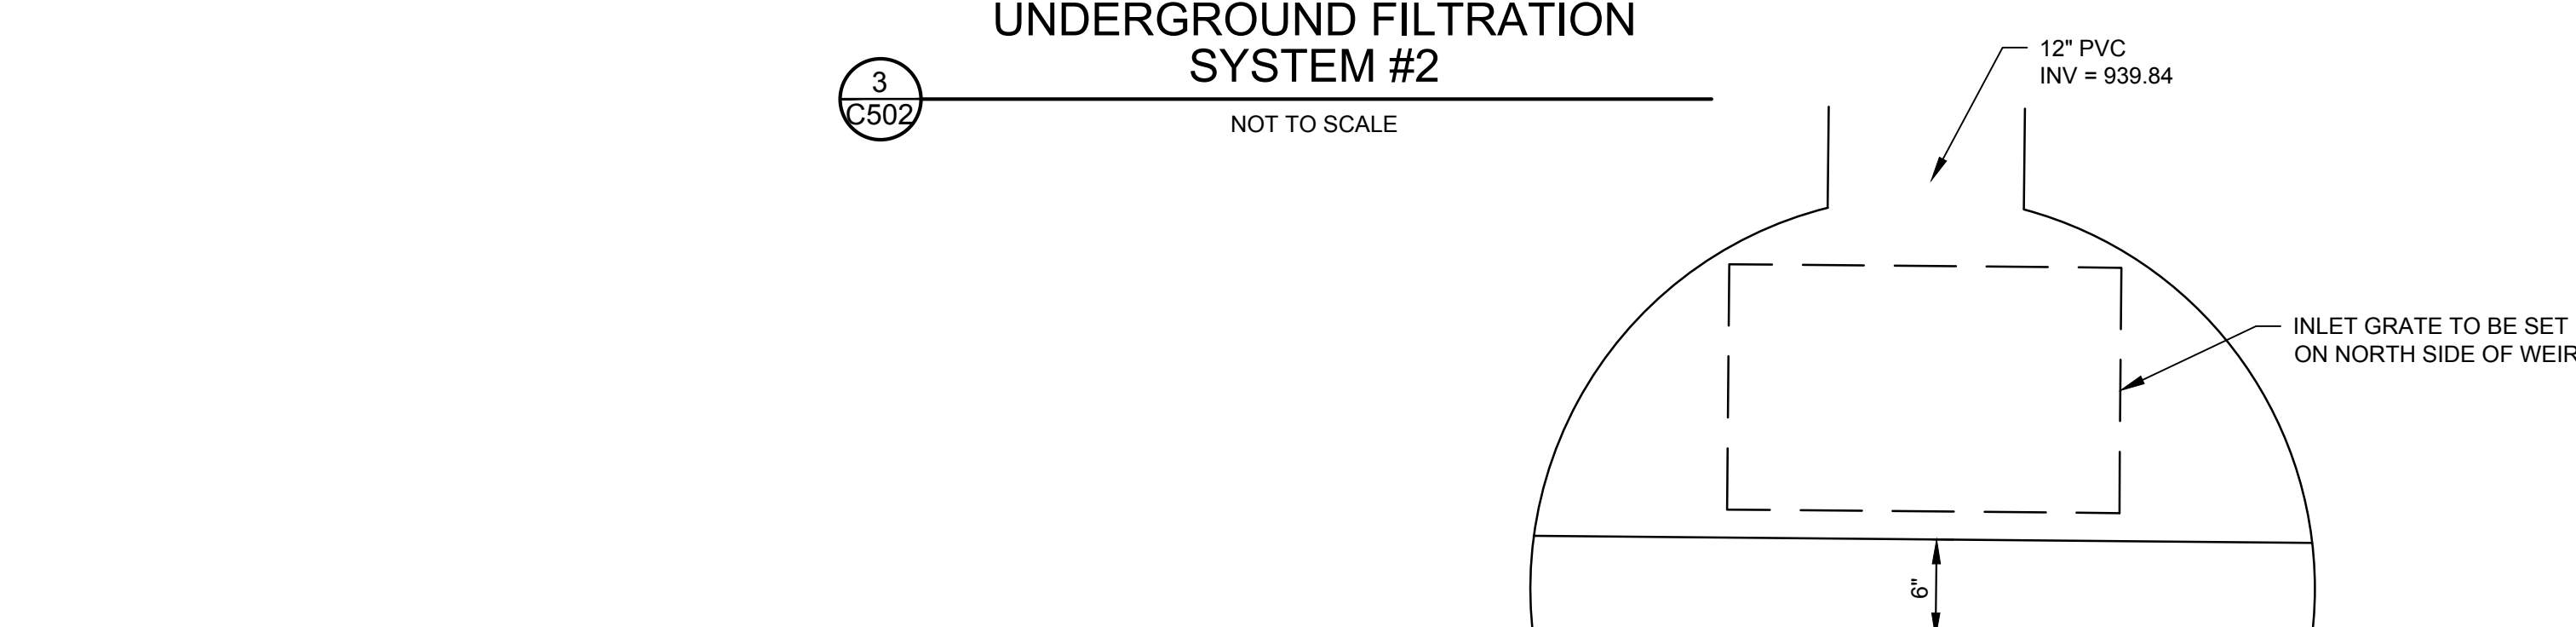 UNDERGROUND FILTRATION
SYSTEM #2
3
C502
NOT TO SCALE
12" PVC
INV = 939.84
INLET GRATE TO BE SET
ON NORTH SIDE OF WEIR
6"